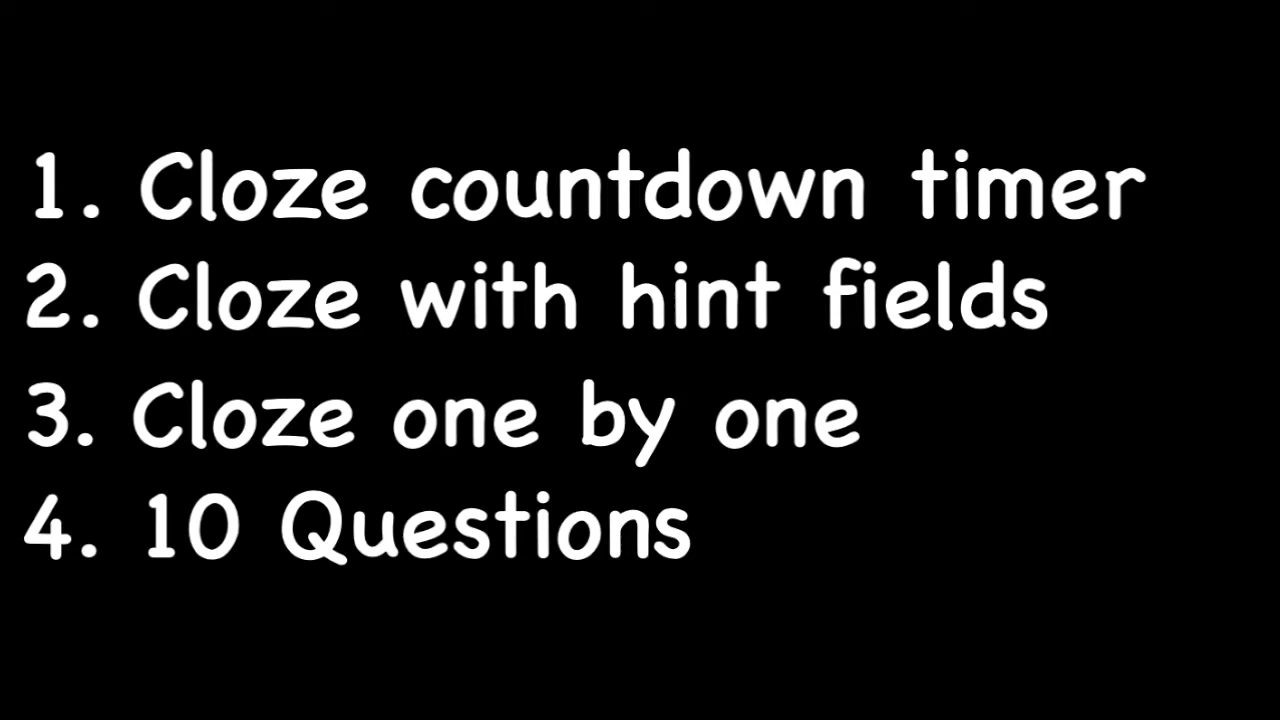 1. Cloze countdown timer
2. Cloze with hint fields
3. Cloze one by one
4. 10 Questions